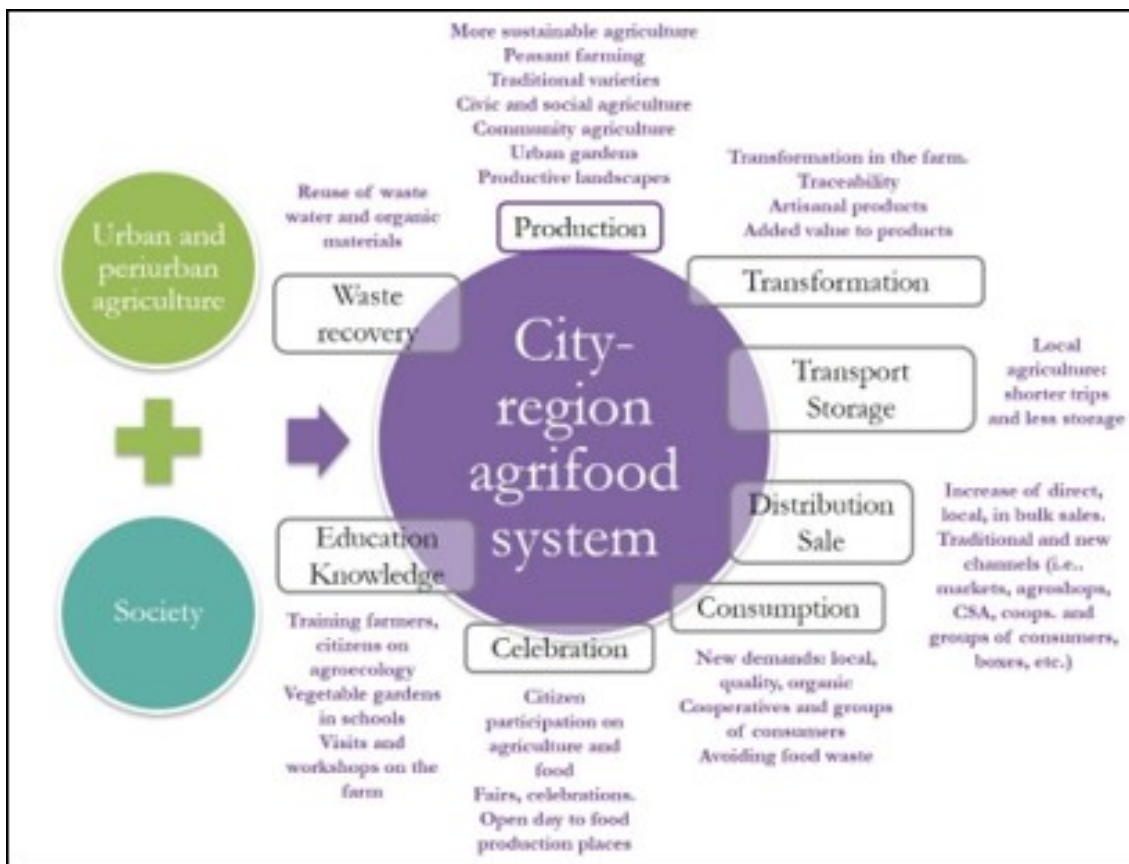 More sustainable agriculture
Peasant farming
Traditional varieties
Civic and social agriculture
Community agriculture
Urban gardens
Productive landscapes
Production
Transformation in the farm.
Traceability
Artisanal products
Added value to products
Transformation
Local
agriculture:
shorter trips
and less storage
Transport
Storage
Increase of direct,
local, in bulk sales.
Traditional and new
channels (i.e..
markets, agroshops,
CSA, coops. and
groups of consumers,
boxes, etc.)
Distribution
Sale
Consumption
New demands: local,
quality, organic
Cooperatives and groups
of consumers
Avoiding food waste
Celebration
Citizen
participation on
agriculture and
food
Fairs, celebrations.
Open day to food
production places
Education
Knowledge
Training farmers,
citizens on
agroecology
Vegetable gardens
in schools
Visits and
workshops on the
farm
Reuse of waste
water and organic
materials
Waste
recovery
Urban and
periurban
agriculture
Society
City-
region
agrifood
system